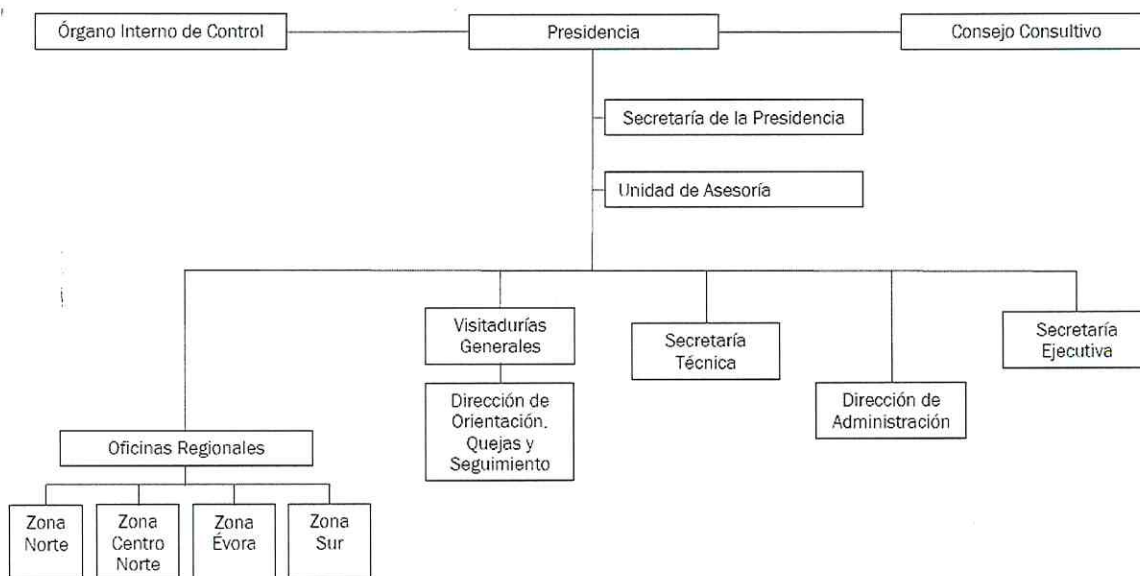 Órgano Interno de Control
Presidencia
Consejo Consultivo
Secretaría de la Presidencia
Unidad de Asesoría
Visitadurías
Generales
Secretaría
Técnica
Secretaría
Ejecutiva
Dirección de
Orientación.
Quejas y
Seguimiento
Dirección de
Administración
Oficinas Regionales
Zona
Norte
Zona
Centro
Norte
Zona
Évora
Zona
Sur